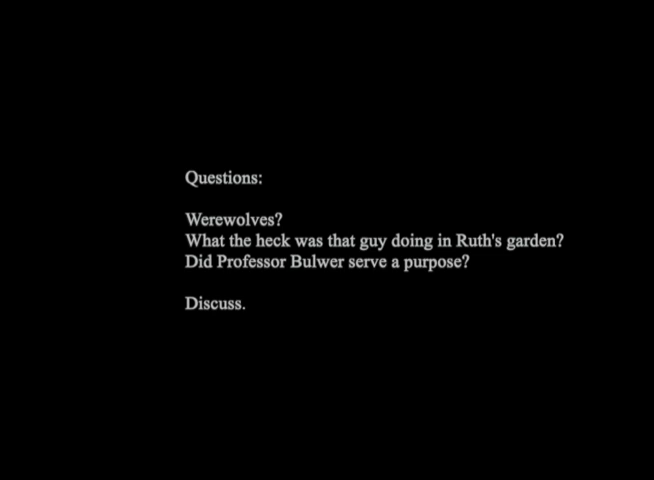 Questions:
Werewolves?
What the heck was that guy doing in Ruth's garden?
Did Professor Bulwer serve a purpose?
Discuss.